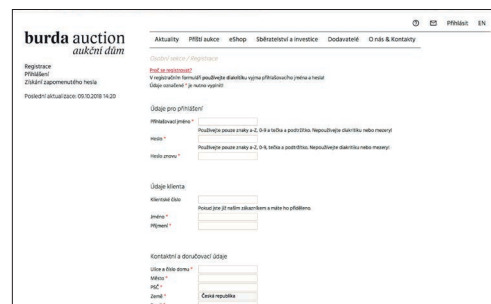 Přihlásit EN
burda auction
aukční dům
Aktuality Příští aukce eShop Sběratelství a investice Dodavatelé O nás & Kontakty
Osobní sekce / Registrace
Registrace
Přihlášení
Získání zapomenutého hesla
Poslední aktualizace: 09.10.2018 14:20
Proč se registrovat?
V registračním formuláři používejte diakritiku vyjma přihlašovacího jména a hesla!
Údaje označené * je nutno vyplnit!
Údaje pro přihlášení
Přihlašovací jméno *
Používejte pouze znaky a-Z, 0-9 a tečka a podtržítko. Nepoužívejte diakritiku nebo mezery!
Heslo *
Používejte pouze znaky a-Z, 0-9, tečka a podtržítko. Nepoužívejte diakritiku nebo mezery!
Heslo znovu *
Údaje klienta
Klientské číslo
Pokud jste již naším zákazníkem a máte ho přiděleno.
Jméno *
Příjmení *
Kontaktní a doručovací údaje
Ulice a číslo domu *
Město *
PSČ *
Země * Česká republika